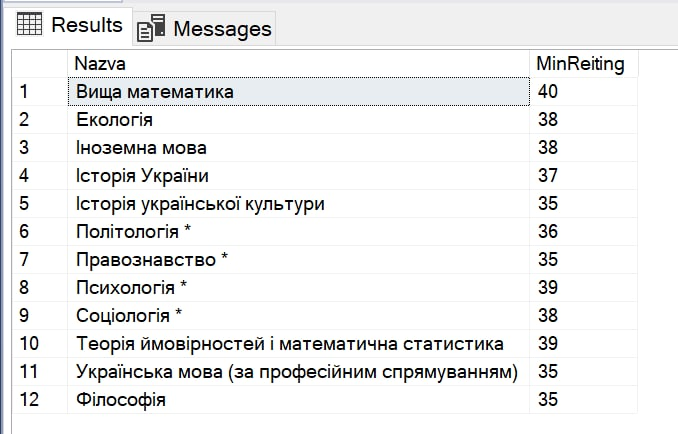 Results Messages
Nazva MinReiting
1 Вища математика 40
2 Екологія 38
3 Іноземна мова 38
4 Історія України 37
5 Історія української культури 35
6 Політологія * 36
7 Правознавство * 35
8 Психологія * 39
9 Соціологія * 38
10 Теорія ймовірностей і математична статистика 39
11 Українська мова (за професійним спрямуванням) 35
12 Філософія 35